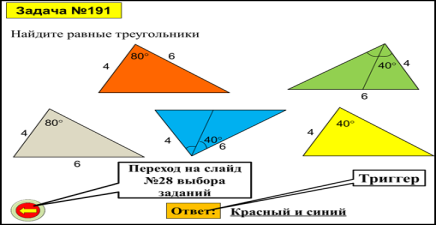 Задача №191
Найдите равные треугольники
80° 6
4
40° 4
6
4 80°
6
4 40° 6
4 40°
6
Переход на слайд
№28 выбора
заданий
Триггер
Ответ: Красный и синий